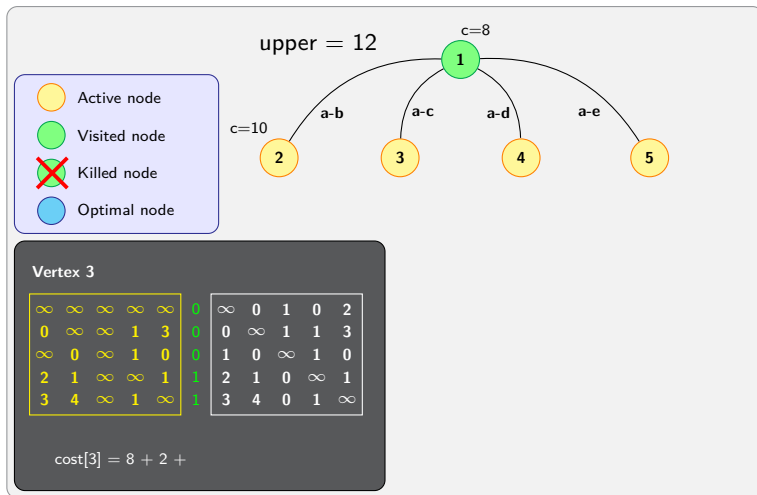 c=8
upper = 12
1
Active node
Visited node
Killed node
Optimal node
a-b
a-c
a-d
a-e
c=10
2
3
4
5
Vertex 3
∞ ∞ ∞ ∞ ∞ 0 ∞ 0 1 0 2
0 ∞ ∞ 1 3 0 0 ∞ 1 1 3
∞ 0 ∞ 1 0 0 1 0 ∞ 1 0
2 1 ∞ ∞ 1 1 2 1 0 ∞ 1
3 4 ∞ 1 ∞ 1 3 4 0 1 ∞
cost[3] = 8 + 2 +